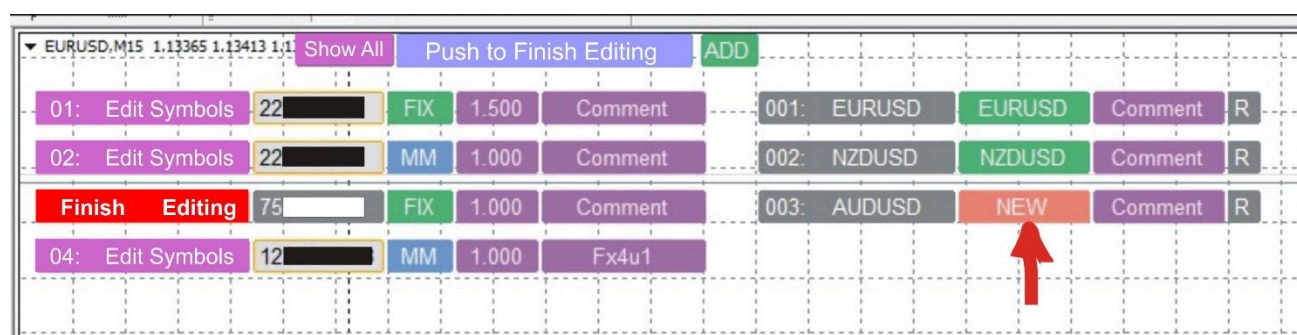 EURUSD,M15 1.13365 1.13413 1.1 Show All Push to Finish Editing ADD
01: Edit Symbols 22 FIX 1.500 Comment 001: EURUSD EURUSD Comment R
02: Edit Symbols 22 MM 1.000 Comment 002: NZDUSD NZDUSD Comment R
Finish Editing 75 FIX 1.000 Comment 003: AUDUSD NEW Comment R
04: Edit Symbols 12 MM 1.000 Fx4u1